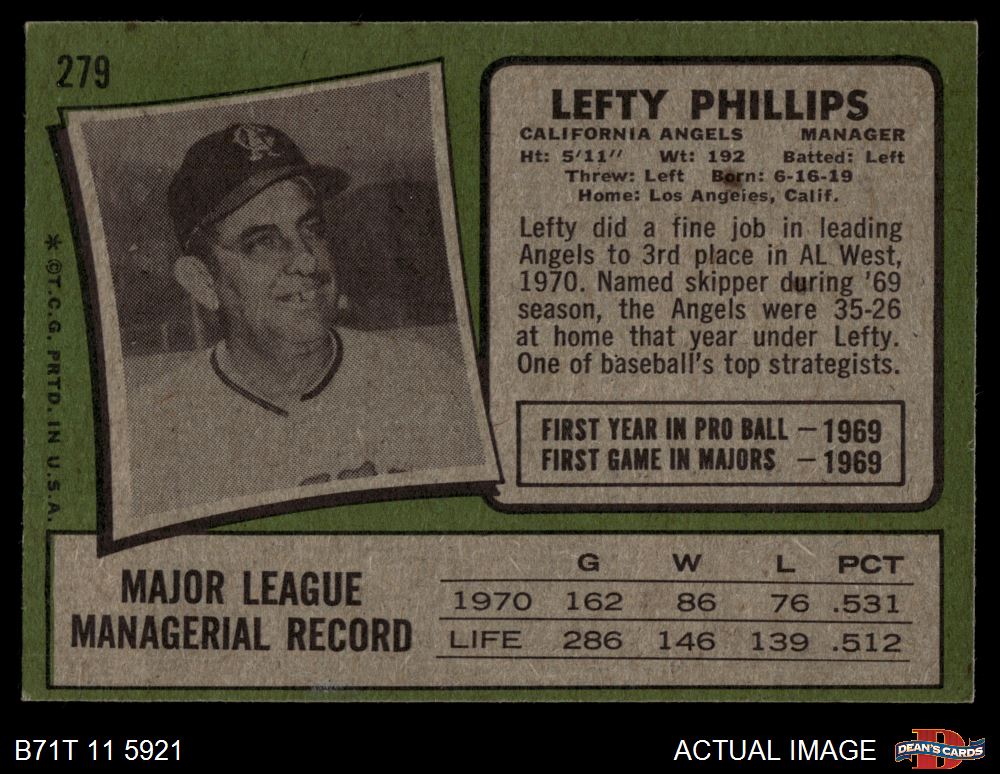 279
LEFTY PHILLIPS
CALIFORNIA ANGELS MANAGER
Ht: 5'11" Wt: 192 Batted: Left
Threw: Left Born: 6-16-19
Home: Los Angeles, Calif.
Lefty did a fine job in leading
Angels to 3rd place in AL West,
1970. Named skipper during '69
season, the Angels were 35-26
at home that year under Lefty.
One of baseball's top strategists.
FIRST YEAR IN PRO BALL — 1969
FIRST GAME IN MAJORS — 1969
* ©T.C.G. PRTD. IN U.S.A.
CA
MAJOR LEAGUE
MANAGERIAL RECORD
G W L PCT
1970 162 86 76 .531
LIFE 286 146 139 .512
B71T 11 5921
ACTUAL IMAGE
D
DEAN'S CARDS